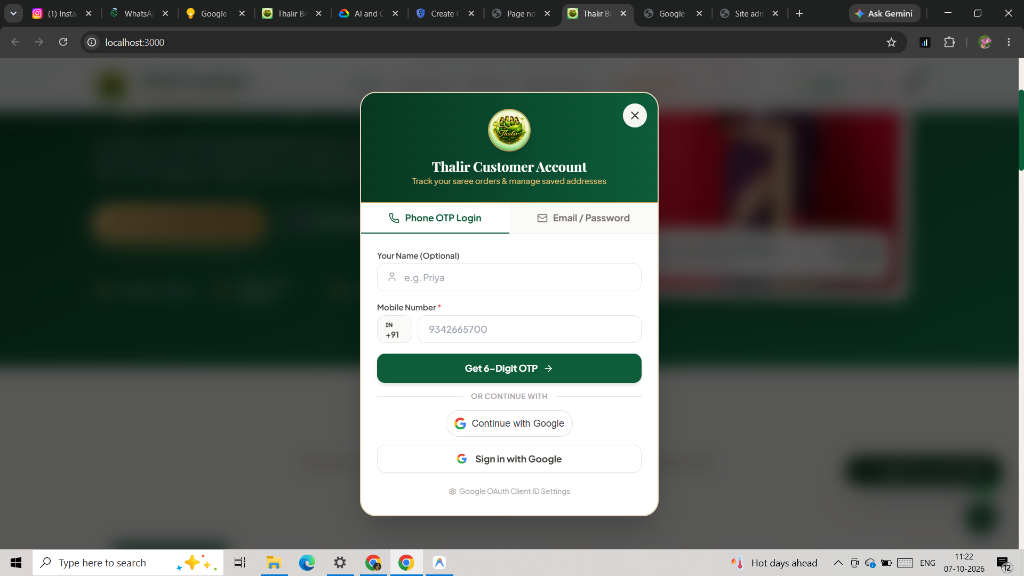 (1) Insta
WhatsA
Google
Thalir B
AI and C
Create
Page n
Thalir B
Google
Site ad
Ask Gemini
localhost:3000
Thalir
Thalir Customer Account
Track your saree orders & manage saved addresses
Phone OTP Login
Email / Password
Your Name (Optional)
e.g. Priya
Mobile Number *
IN
+91
9342665700
Get 6-Digit OTP →
OR CONTINUE WITH
Continue with Google
Sign in with Google
Google OAuth Client ID Settings
Type here to search
Hot days ahead
ENG
11:22
07-10-2026
12